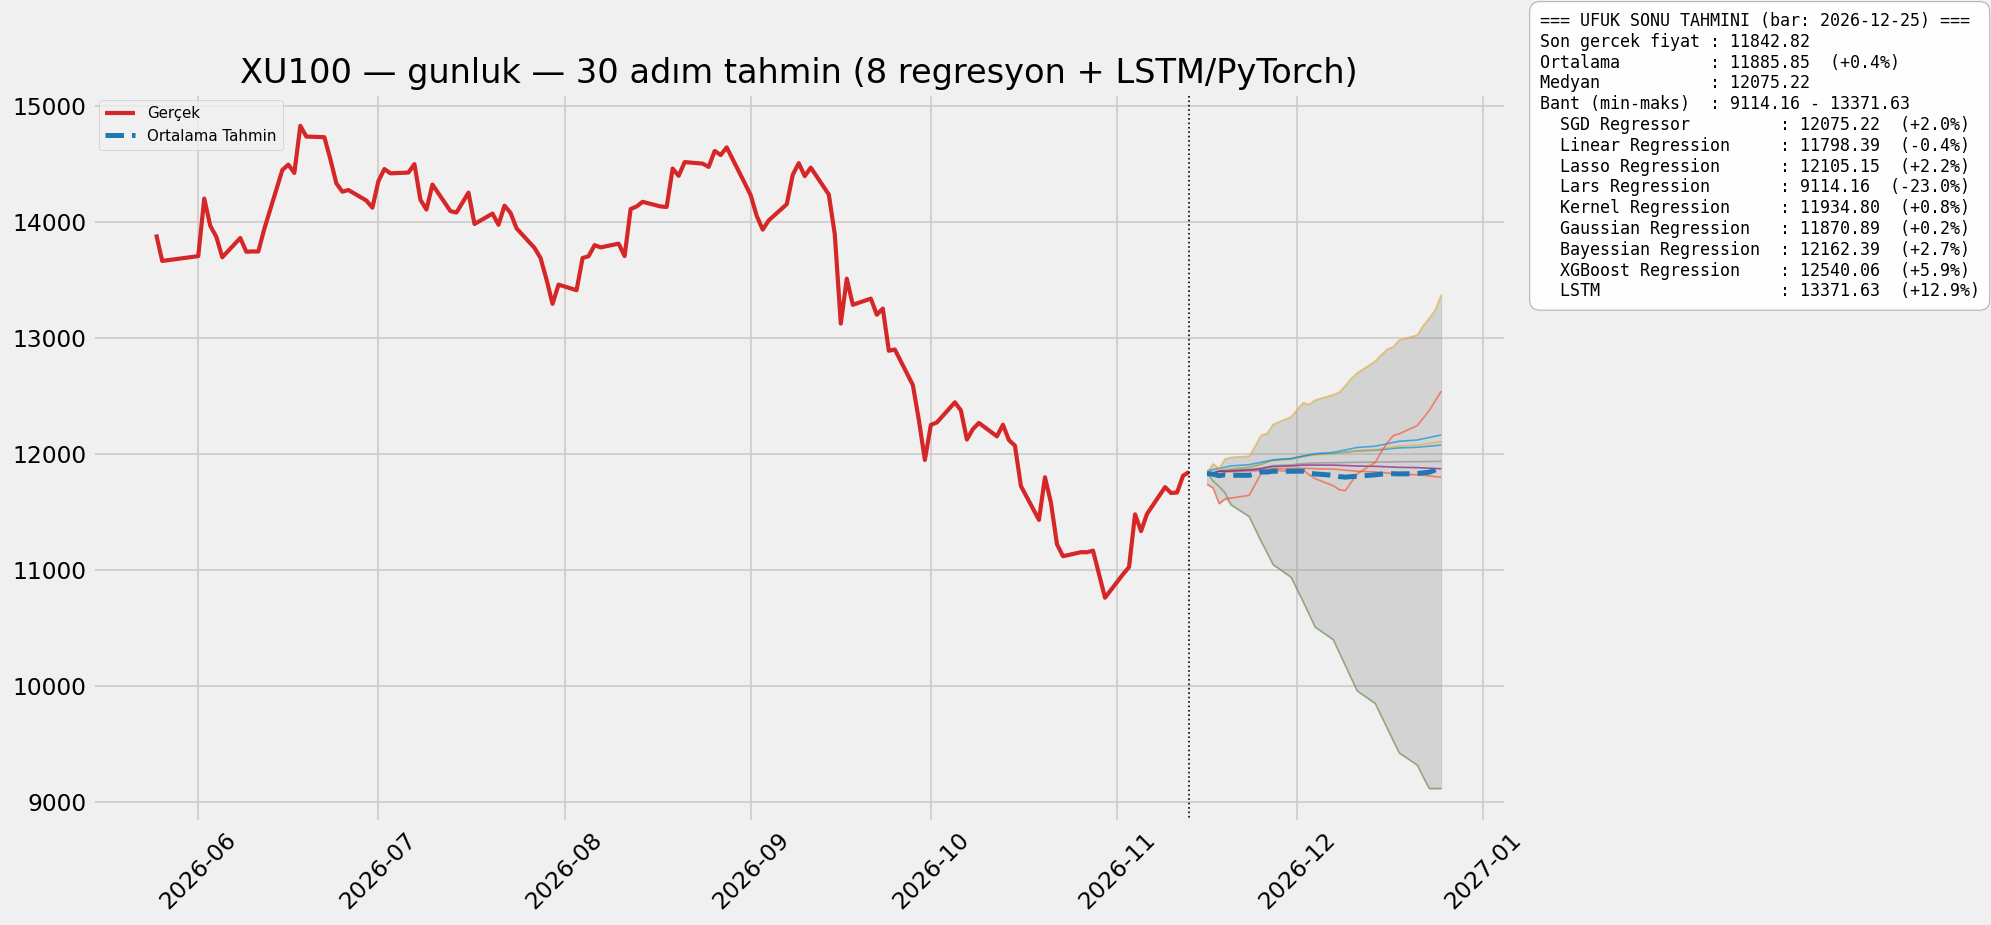 === UFUK SONU TAHMINI (bar: 2026-12-25) ===
Son gercek fiyat : 11842.82
Ortalama : 11885.85 (+0.4%)
Medyan : 12075.22
Bant (min-maks) : 9114.16 - 13371.63
SGD Regressor : 12075.22 (+2.0%)
Linear Regression : 11798.39 (-0.4%)
Lasso Regression : 12105.15 (+2.2%)
Lars Regression : 9114.16 (-23.0%)
Kernel Regression : 11934.80 (+0.8%)
Gaussian Regression : 11870.89 (+0.2%)
Bayessian Regression : 12162.39 (+2.7%)
XGBoost Regression : 12540.06 (+5.9%)
LSTM : 13371.63 (+12.9%)
XU100 — gunluk — 30 adım tahmin (8 regresyon + LSTM/PyTorch)
Gerçek
Ortalama Tahmin
15000
14000
13000
12000
11000
10000
9000
2026-06
2026-07
2026-08
2026-09
2026-10
2026-11
2026-12
2027-01